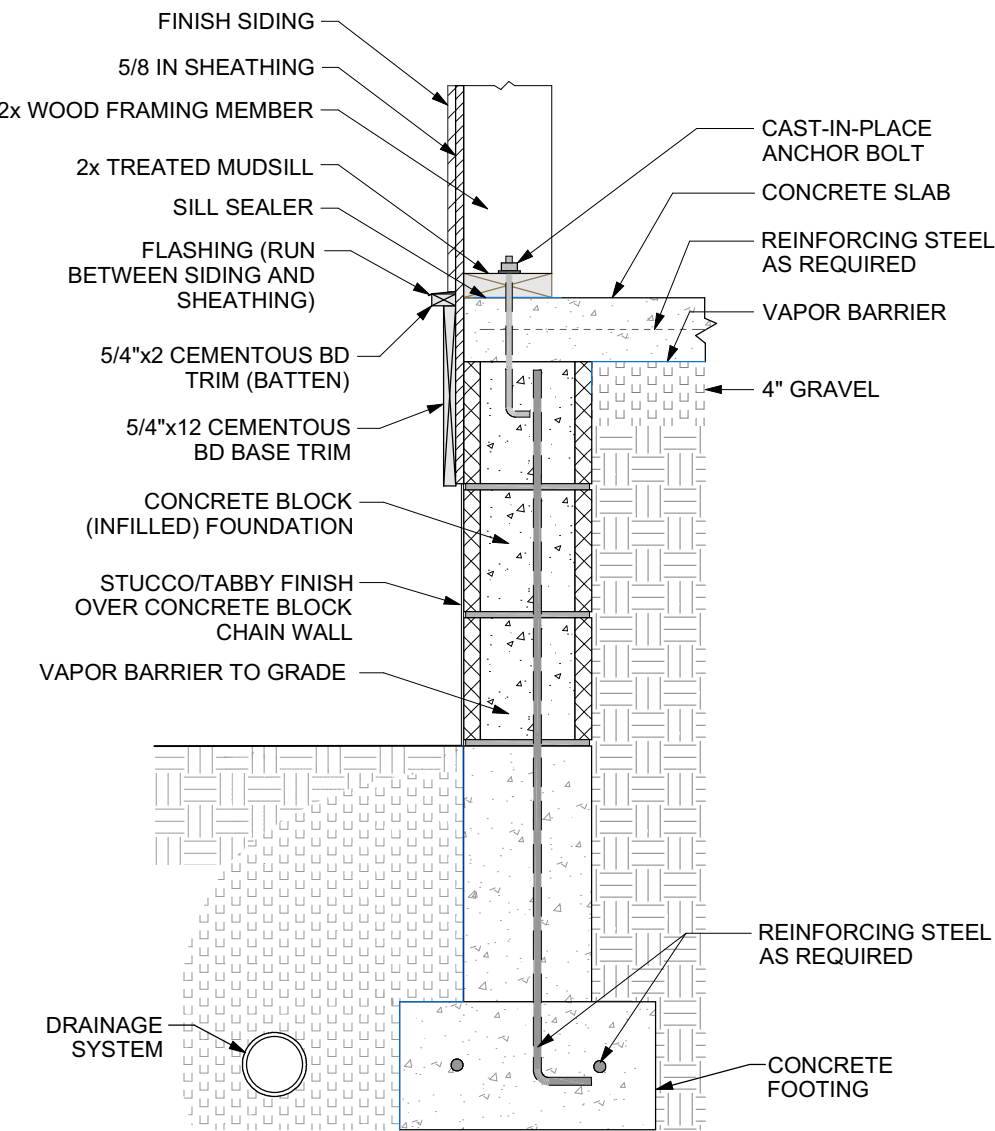 FINISH SIDING
5/8 IN SHEATHING
2x WOOD FRAMING MEMBER
2x TREATED MUDSILL
SILL SEALER
FLASHING (RUN
BETWEEN SIDING AND
SHEATHING)
5/4"x2 CEMENTOUS BD
TRIM (BATTEN)
5/4"x12 CEMENTOUS
BD BASE TRIM
CONCRETE BLOCK
(INFILLED) FOUNDATION
STUCCO/TABBY FINISH
OVER CONCRETE BLOCK
CHAIN WALL
VAPOR BARRIER TO GRADE
DRAINAGE
SYSTEM
CAST-IN-PLACE
ANCHOR BOLT
CONCRETE SLAB
REINFORCING STEEL
AS REQUIRED
VAPOR BARRIER
4" GRAVEL
REINFORCING STEEL
AS REQUIRED
CONCRETE
FOOTING